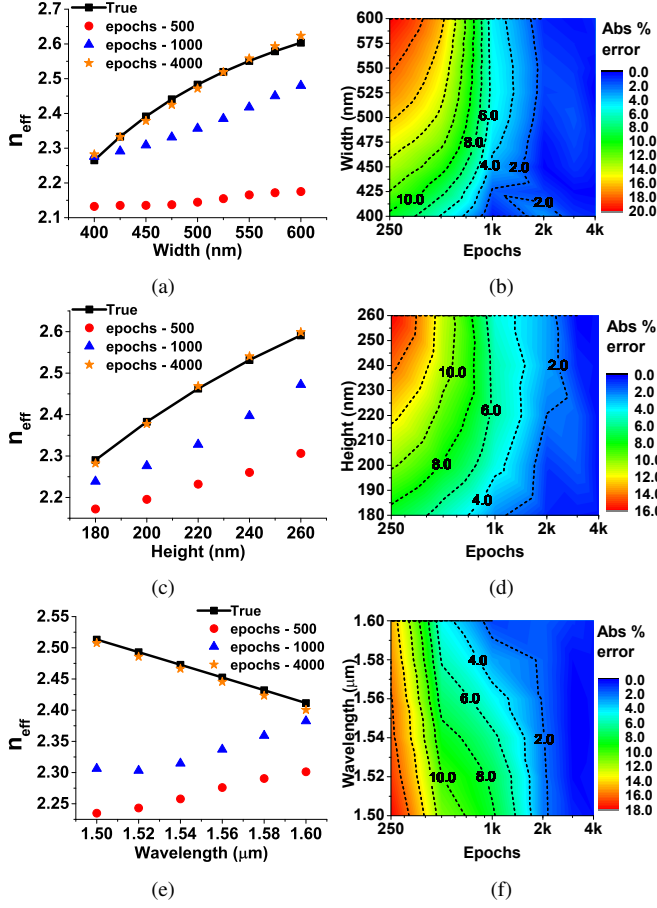 True
epochs - 500
epochs - 1000
epochs - 4000
2.7
2.6
2.5
2.4
2.3
2.2
2.1
n eff
400 450 500 550 600
Width (nm)
(a)
600
575
550
525
500
475
450
425
400
Width (nm)
6.0
8.0
4.0
2.0
10.0
2.0
250 1k 2k 4k
Epochs
Abs %
error
0.0
2.0
4.0
6.0
8.0
10.0
12.0
14.0
16.0
18.0
20.0
(b)
True
epochs - 500
epochs - 1000
epochs - 4000
2.6
2.5
2.4
2.3
2.2
n eff
180 200 220 240 260
Height (nm)
(c)
260
250
240
230
220
210
200
190
180
Height (nm)
10.0
2.0
6.0
8.0
4.0
250 1k 2k 4k
Epochs
Abs %
error
0.0
2.0
4.0
6.0
8.0
10.0
12.0
14.0
16.0
(d)
True
epochs - 500
epochs - 1000
epochs - 4000
2.55
2.50
2.45
2.40
2.35
2.30
2.25
n eff
1.50 1.52 1.54 1.56 1.58 1.60
Wavelength (μm)
(e)
1.60
1.58
1.56
1.54
1.52
1.50
Wavelength (μm)
4.0
6.0
2.0
10.0
8.0
250 1k 2k 4k
Epochs
Abs %
error
0.0
2.0
4.0
6.0
8.0
10.0
12.0
14.0
16.0
18.0
(f)